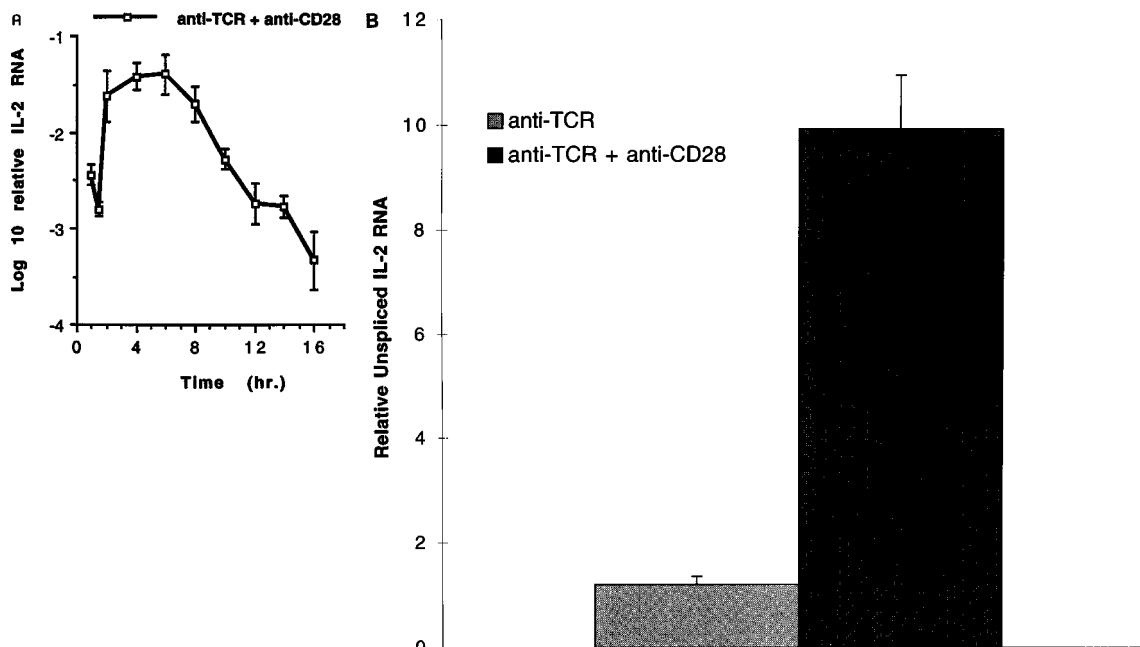 A
anti-TCR + anti-CD28
Log 10 relative IL-2 RNA
-1
-2
-3
-4
0 4 8 12 16
Time (hr.)
B
Relative Unspliced IL-2 RNA
12
10
8
6
4
2
0
anti-TCR
anti-TCR + anti-CD28